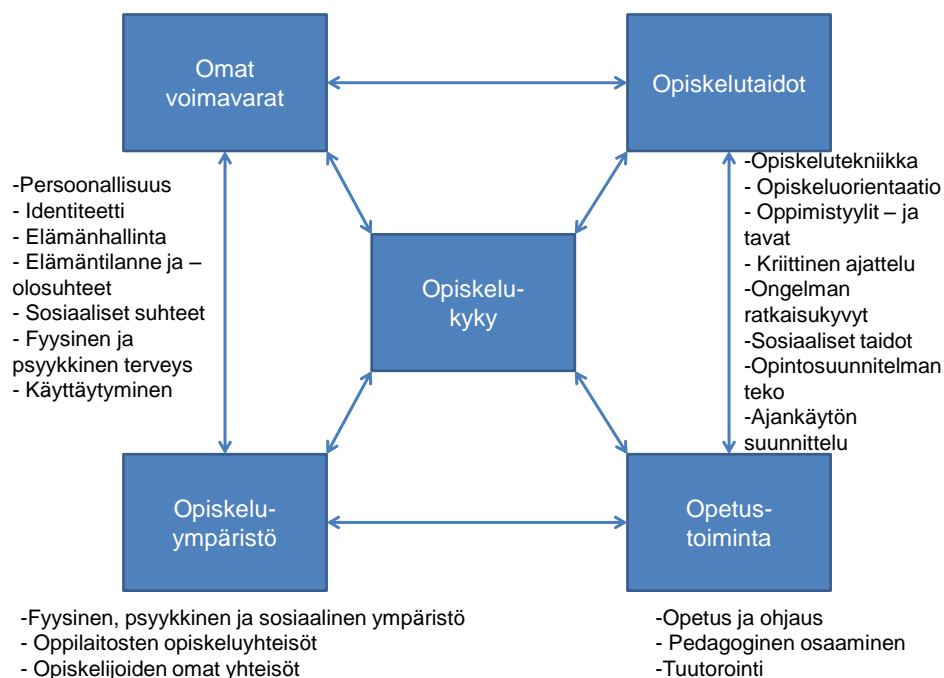 Omat
voimavarat
Opiskelutaidot
-Persoonallisuus
- Identiteetti
- Elämänhallinta
- Elämäntilanne ja –
olosuhteet
- Sosiaaliset suhteet
- Fyysinen ja
psyykkinen terveys
- Käyttäytyminen
Opiskelu-
kyky
-Opiskelutekniikka
- Opiskeluorientaatio
- Oppimistyylit – ja
tavat
- Kriittinen ajattelu
-Ongelman
ratkaisukyvyt
-Sosiaaliset taidot
-Opintosuunnitelman
teko
-Ajankäytön
suunnittelu
Opiskelu-
ympäristö
Opetus-
toiminta
-Fyysinen, psyykkinen ja sosiaalinen ympäristö
- Oppilaitosten opiskeluyhteisöt
- Opiskelijoiden omat yhteisöt
-Opetus ja ohjaus
- Pedagoginen osaaminen
-Tuutorointi